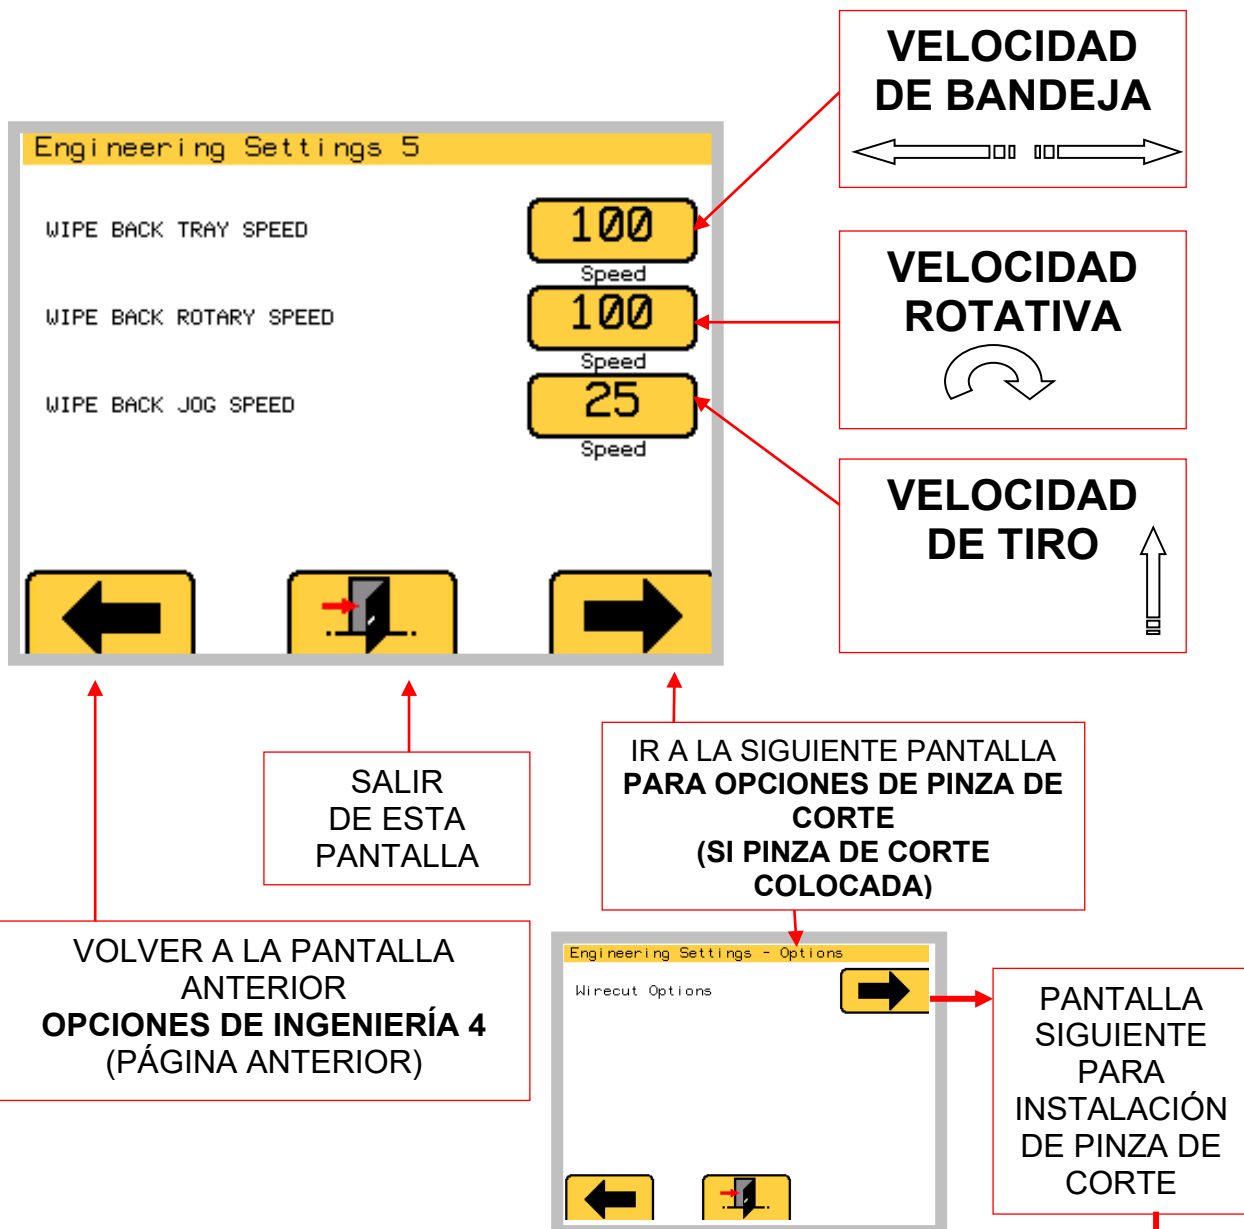 VELOCIDAD
DE BANDEJA
Engineering Settings 5
WIPE BACK TRAY SPEED
100
Speed
VELOCIDAD
ROTATIVA
WIPE BACK ROTARY SPEED
100
Speed
WIPE BACK JOG SPEED
25
Speed
VELOCIDAD
DE TIRO
SALIR
DE ESTA
PANTALLA
IR A LA SIGUIENTE PANTALLA
PARA OPCIONES DE PINZA DE
CORTE
(SI PINZA DE CORTE
COLOCADA)
VOLVER A LA PANTALLA
ANTERIOR
OPCIONES DE INGENIERÍA 4
(PÁGINA ANTERIOR)
Engineering Settings - Options
Wirecut Options
PANTALLA
SIGUIENTE
PARA
INSTALACIÓN
DE PINZA DE
CORTE